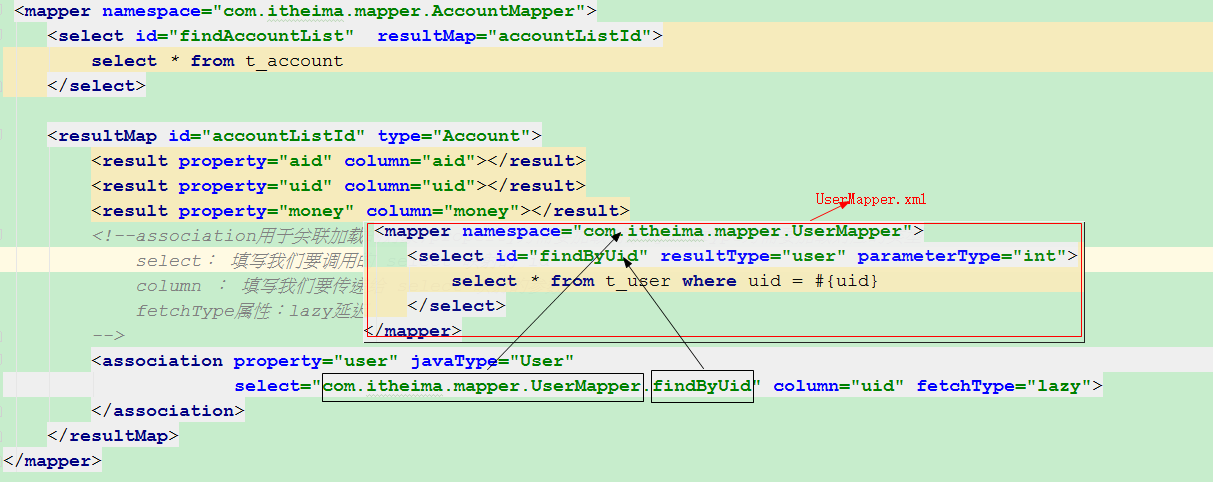 <mapper namespace="com.itheima.mapper.AccountMapper">
<select id="findAccountList" resultMap="accountListId">
select * from t_account
</select>
<resultMap id="accountListId" type="Account">
<result property="aid" column="aid"></result>
<result property="uid" column="uid"></result>
<result property="money" column="money"></result>
UserMapper.xml
<!--association用于关联加载
select： 填写我们要调用的
column ： 填写我们要传递
fetchType属性：lazy延迟
-->
<mapper namespace="com.itheima.mapper.UserMapper">
<select id="findByUid" resultType="user" parameterType="int">
select * from t_user where uid = #{uid}
</select>
</mapper>
<association property="user" javaType="User"
select="com.itheima.mapper.UserMapper.findByUid" column="uid" fetchType="lazy">
</association>
</resultMap>
</mapper>